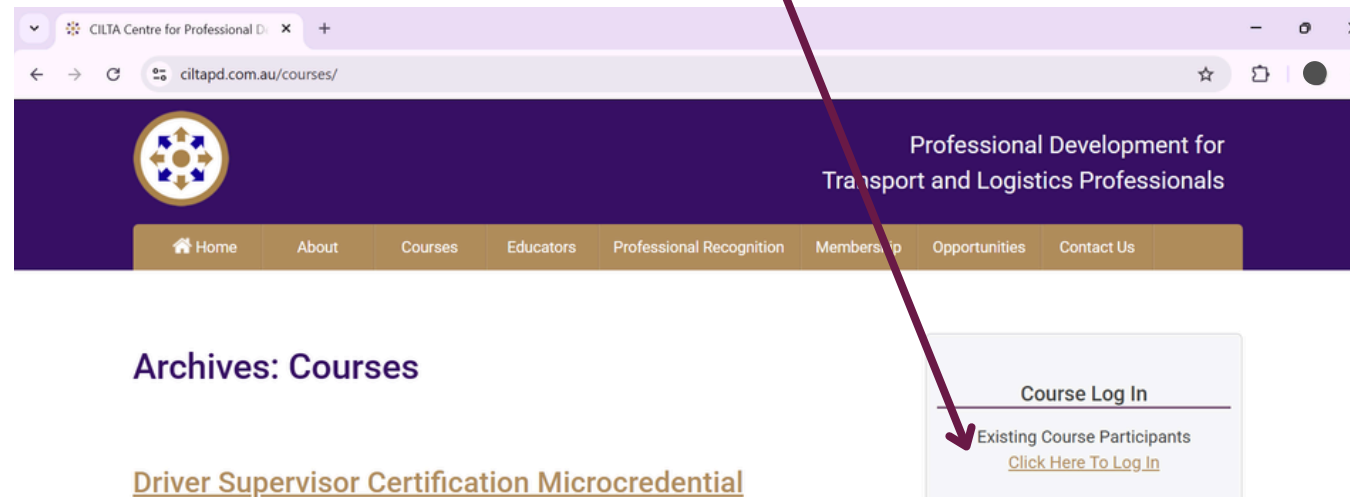 CILTA Centre for Professional D
ciltapd.com.au/courses/
Professional Development for
Transport and Logistics Professionals
Home About Courses Educators Professional Recognition Membership Opportunities Contact Us
Archives: Courses
Course Log In
Existing Course Participants
Click Here To Log In
Driver Supervisor Certification Microcredential